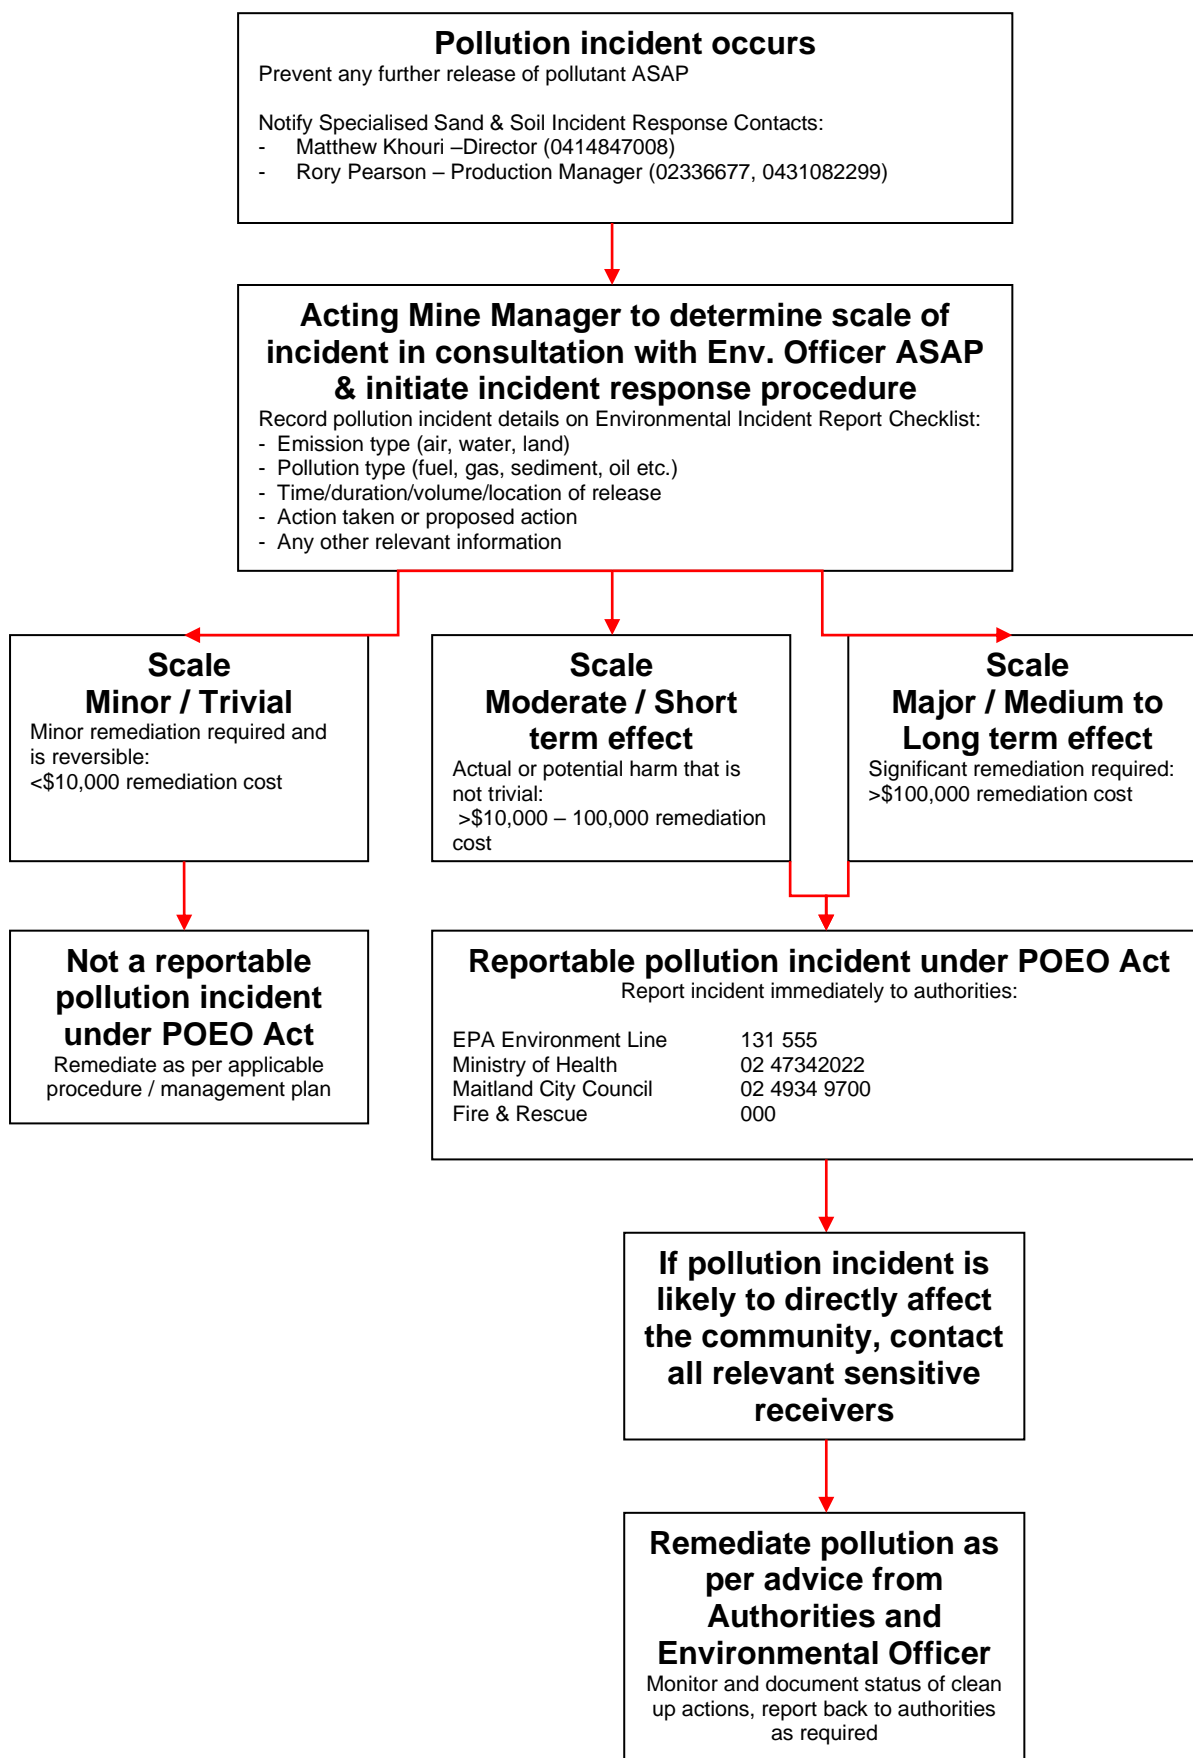 Pollution incident occurs
Prevent any further release of pollutant ASAP
Notify Specialised Sand & Soil Incident Response Contacts:
- Matthew Khouri –Director (0414847008)
- Rory Pearson – Production Manager (02336677, 0431082299)
Acting Mine Manager to determine scale of
incident in consultation with Env. Officer ASAP
& initiate incident response procedure
Record pollution incident details on Environmental Incident Report Checklist:
- Emission type (air, water, land)
- Pollution type (fuel, gas, sediment, oil etc.)
- Time/duration/volume/location of release
- Action taken or proposed action
- Any other relevant information
Scale
Minor / Trivial
Minor remediation required and
is reversible:
<$10,000 remediation cost
Scale
Moderate / Short
term effect
Actual or potential harm that is
not trivial:
>$10,000 – 100,000 remediation
cost
Scale
Major / Medium to
Long term effect
Significant remediation required:
>$100,000 remediation cost
Not a reportable
pollution incident
under POEO Act
Remediate as per applicable
procedure / management plan
Reportable pollution incident under POEO Act
Report incident immediately to authorities:
EPA Environment Line 131 555
Ministry of Health 02 47342022
Maitland City Council 02 4934 9700
Fire & Rescue 000
If pollution incident is
likely to directly affect
the community, contact
all relevant sensitive
receivers
Remediate pollution as
per advice from
Authorities and
Environmental Officer
Monitor and document status of clean
up actions, report back to authorities
as required